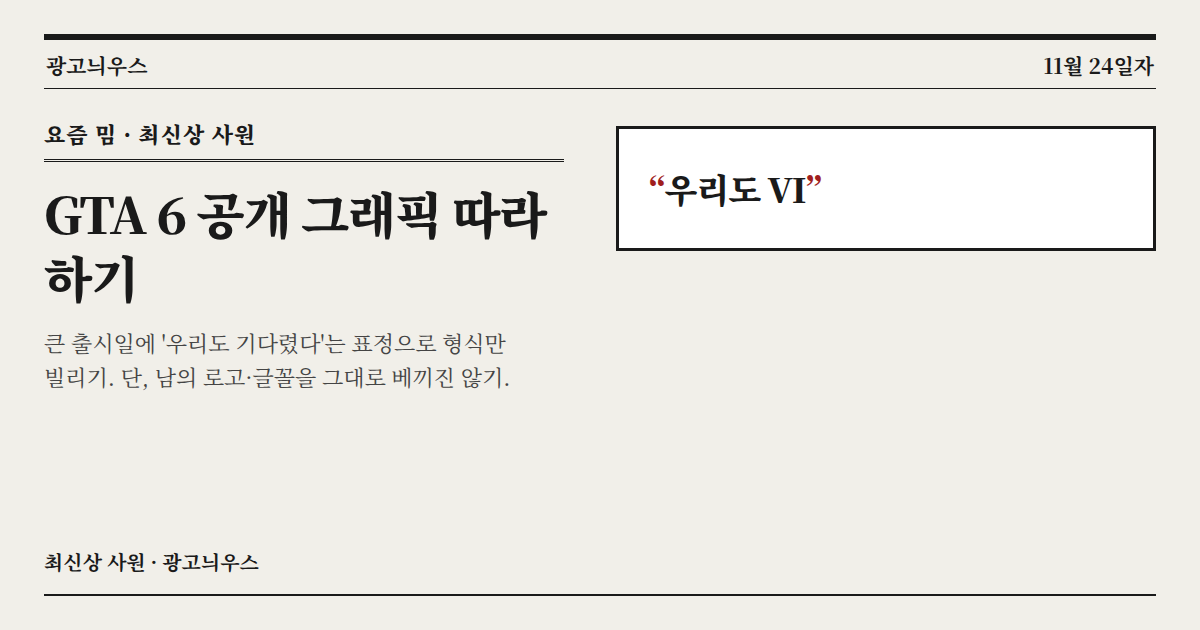 광고늬우스
11월 24일자
요즘 밈 · 최신상 사원
GTA 6 공개 그래픽 따라
하기
큰 출시일에 '우리도 기다렸다'는 표정으로 형식만
빌리기. 단, 남의 로고·글꼴을 그대로 베끼진 않기.
“우리도 VI”
최신상 사원 · 광고늬우스